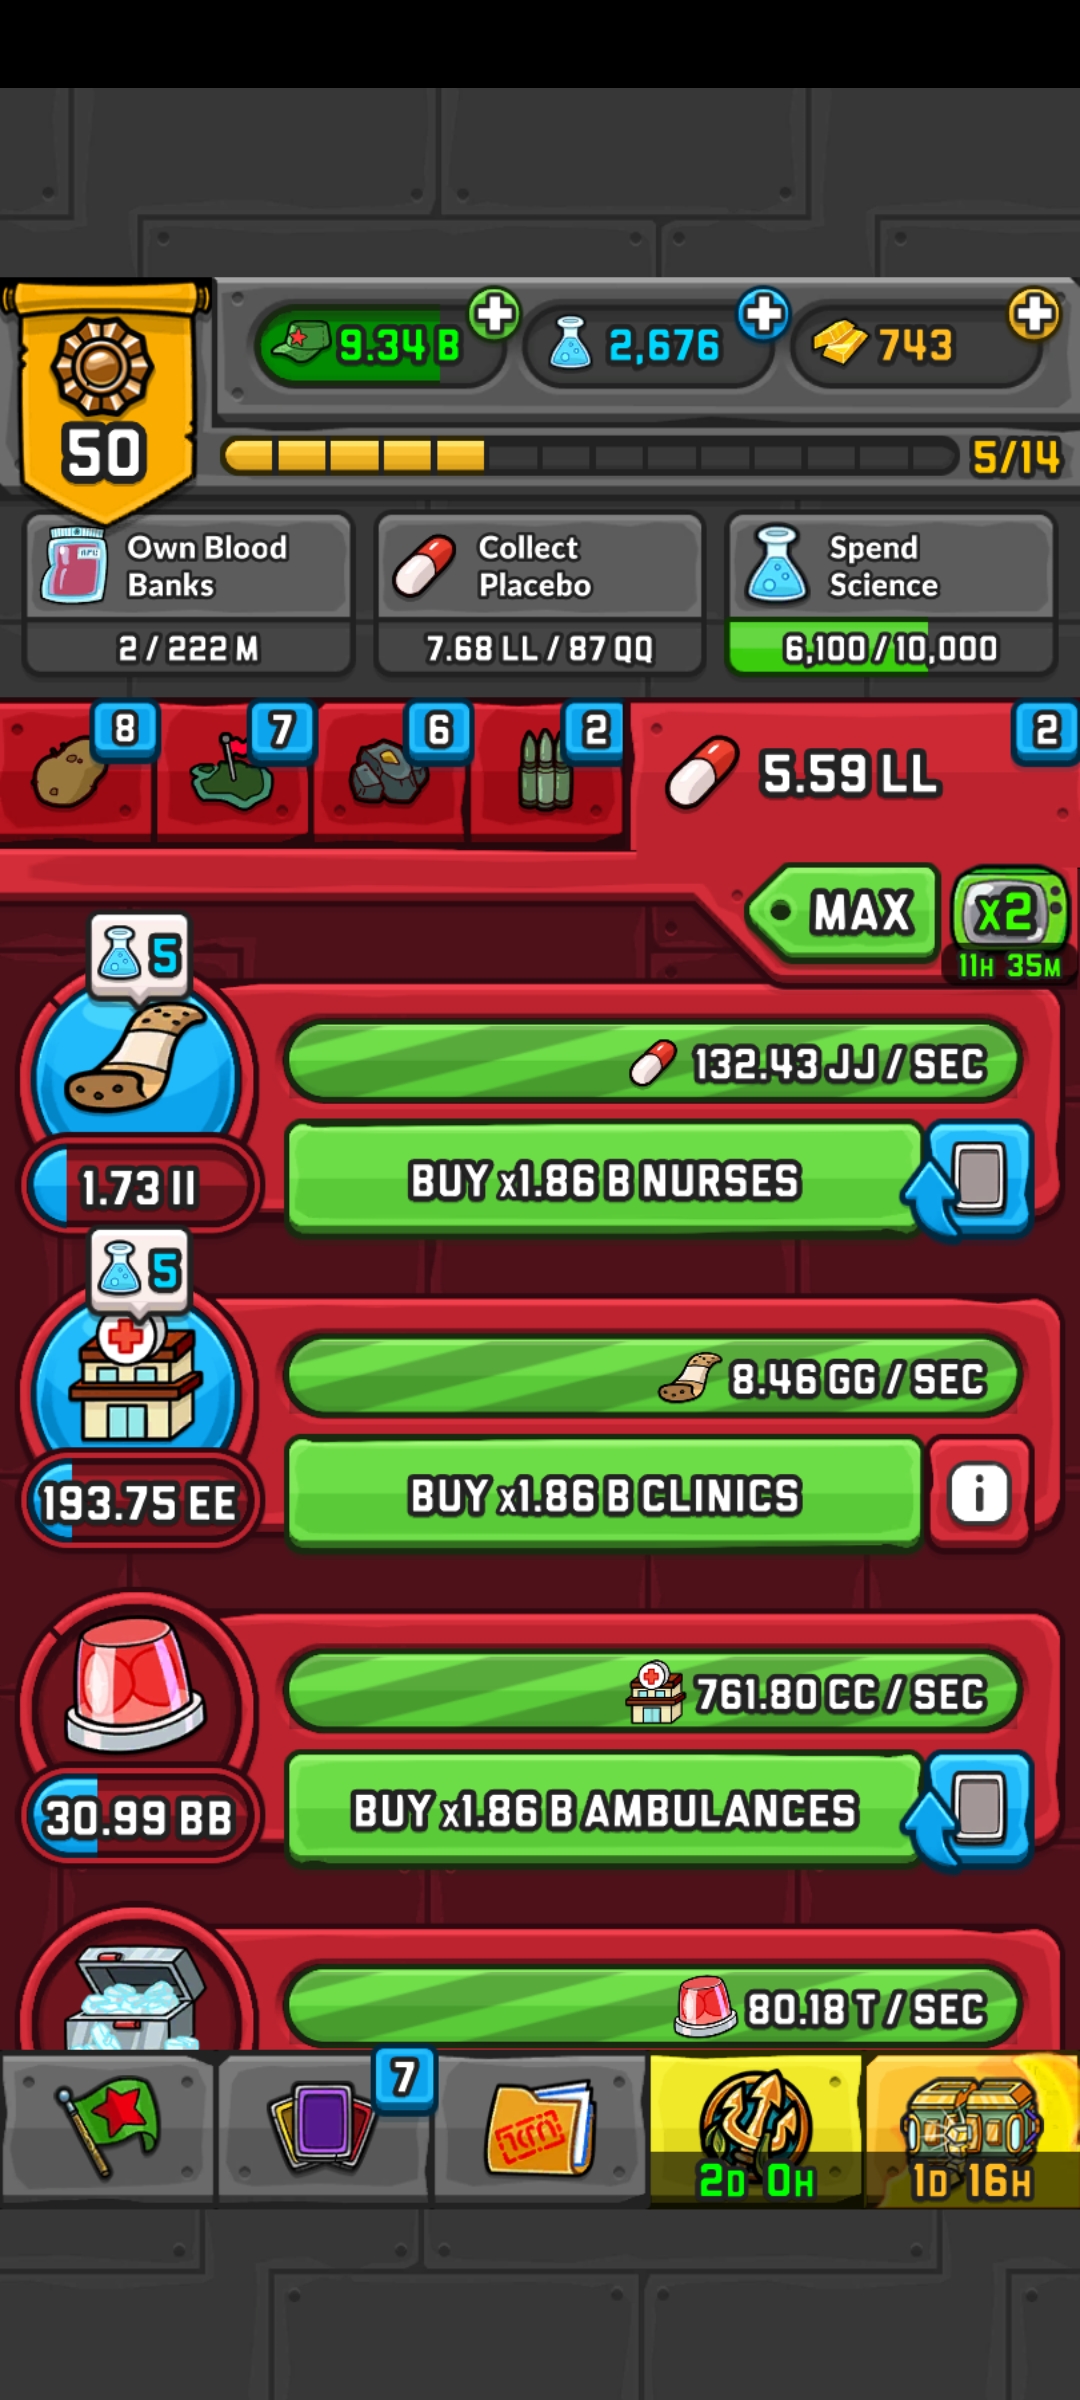 9.34 B
2,676
743
50
5/14
Own Blood
Banks
2 / 222 M
Collect
Placebo
7.68 LL / 87 QQ
Spend
Science
6,100 / 10,000
8
7
6
2
5.59 LL
2
MAX
x2
11H 35M
5
132.43 JJ / SEC
1.73 II
BUY x1.86 B NURSES
5
8.46 GG / SEC
193.75 EE
BUY x1.86 B CLINICS
i
761.80 CC / SEC
30.99 BB
BUY x1.86 B AMBULANCES
80.18 T / SEC
7
2D 0H
1D 16H